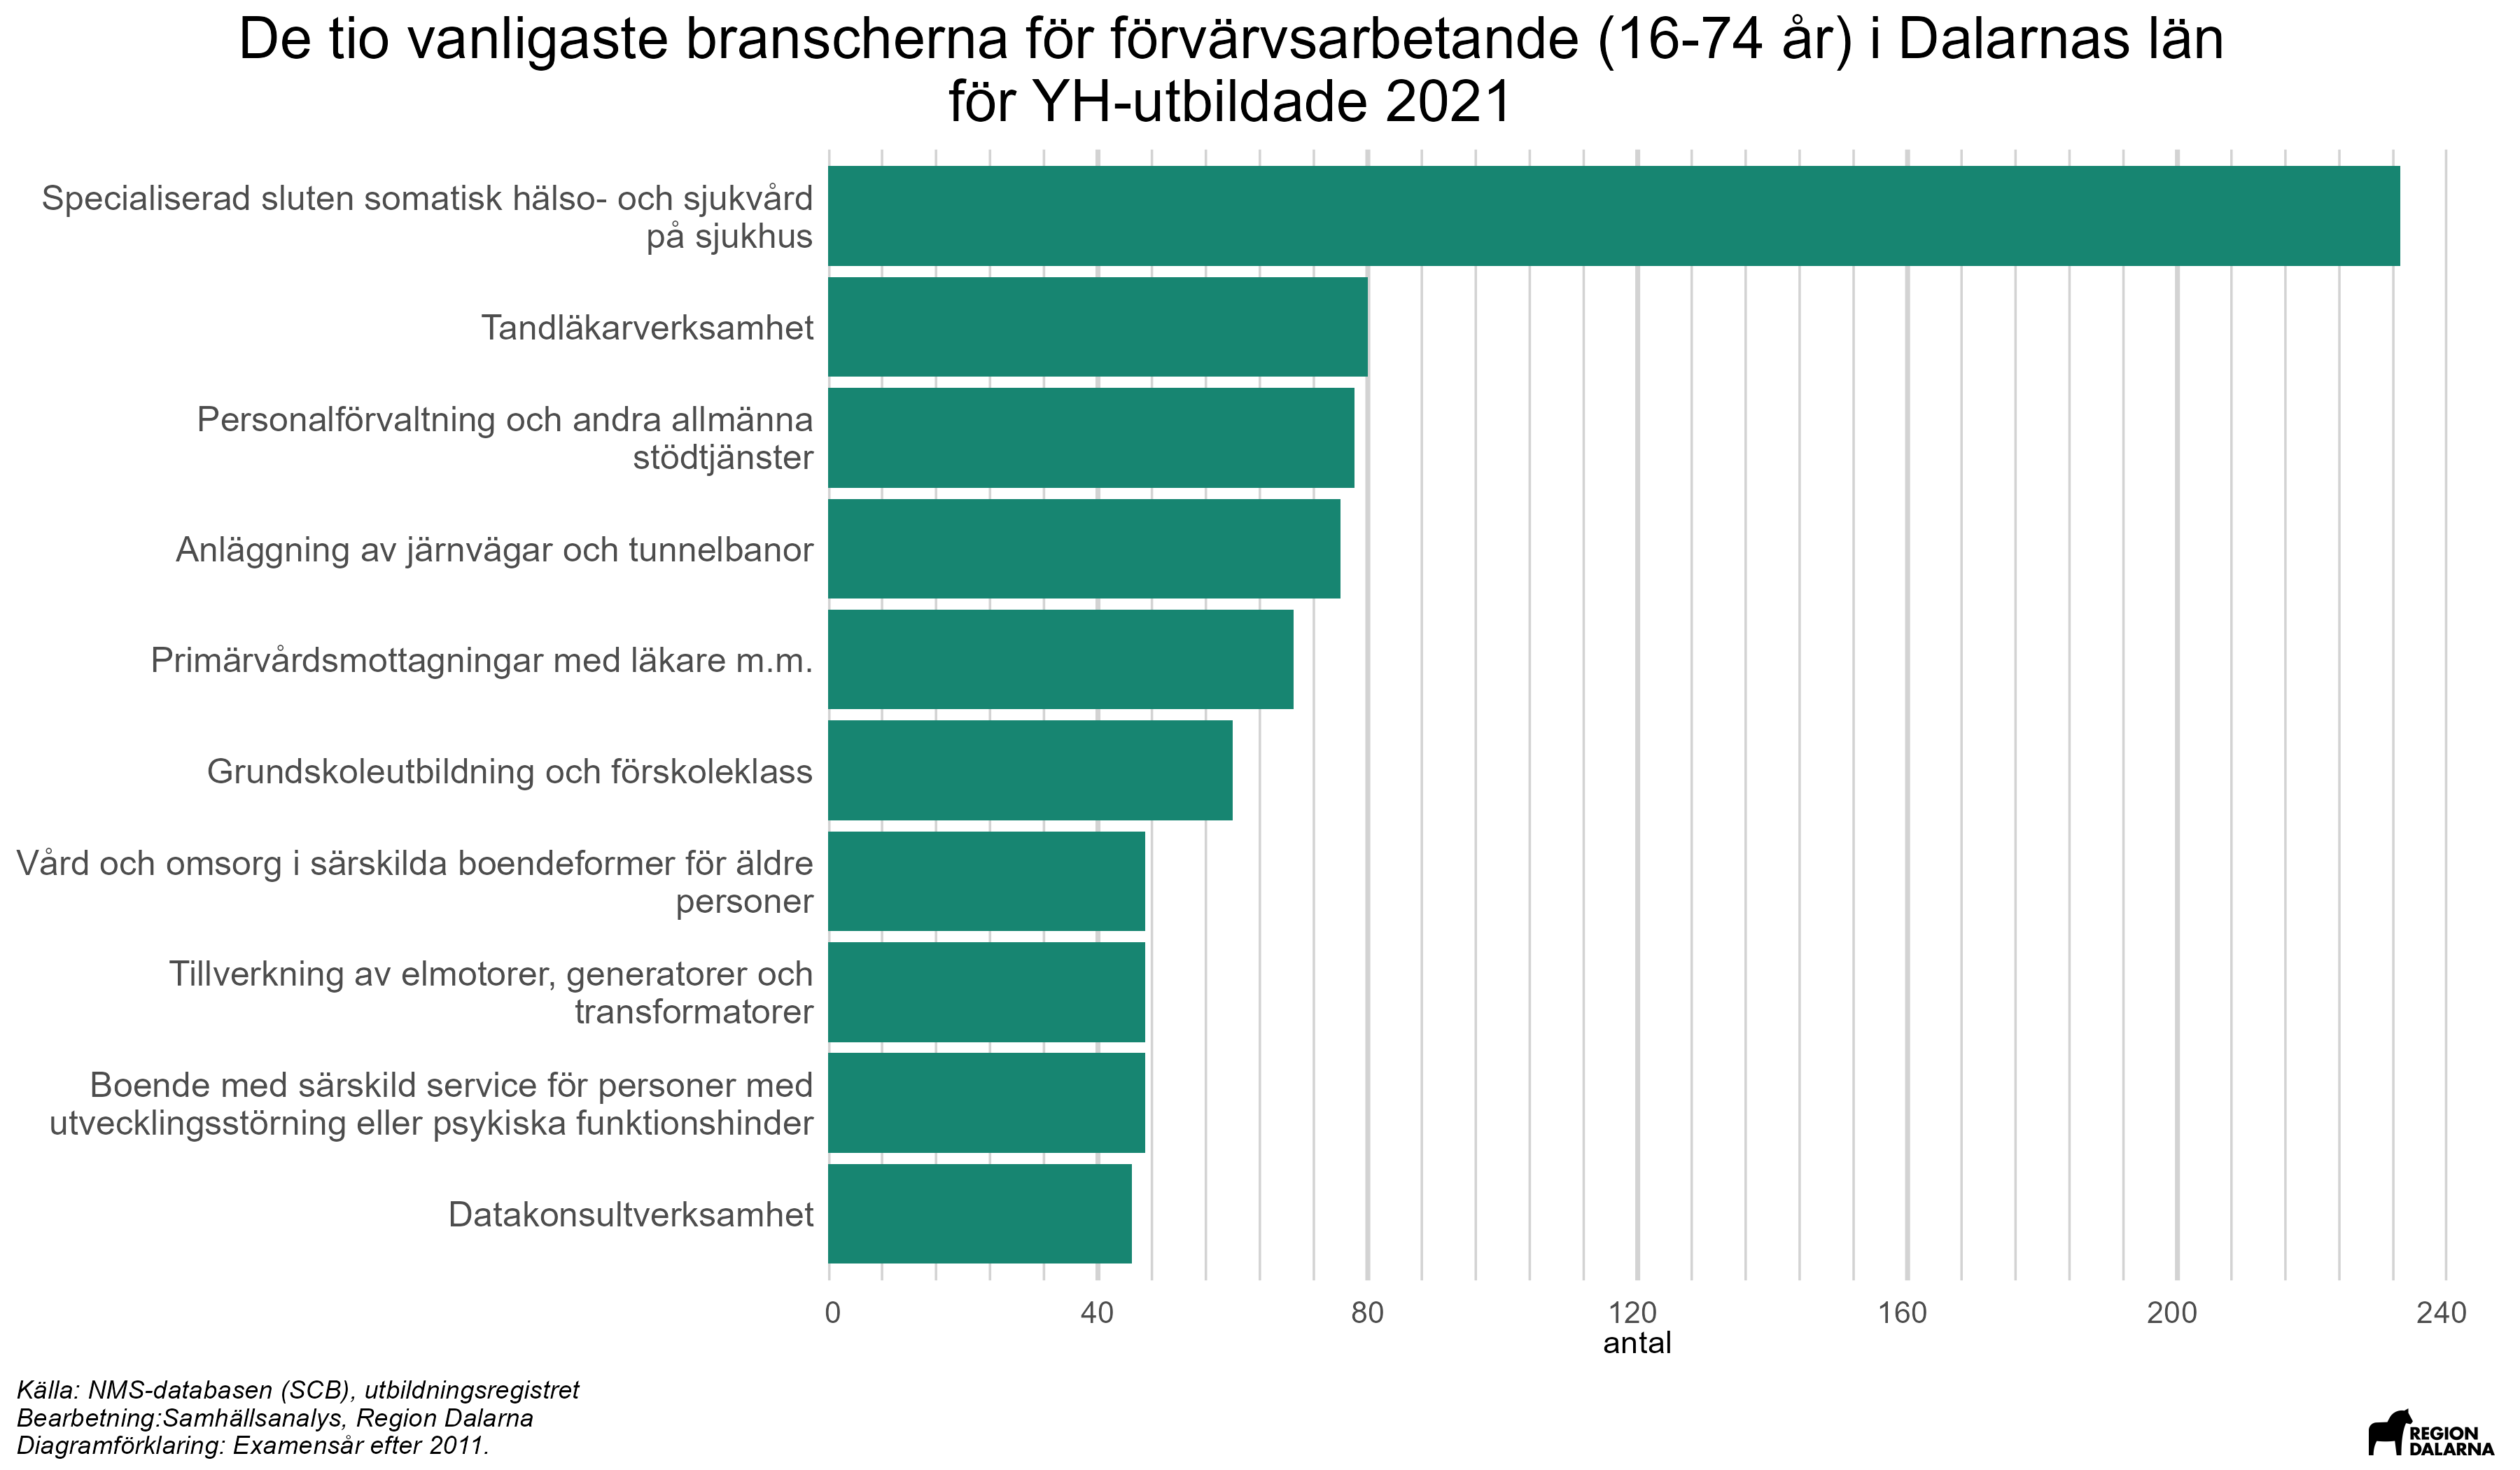 De tio vanligaste branscherna för förvärvsarbetande (16-74 år) i Dalarnas län
för YH-utbildade 2021
Specialiserad sluten somatisk hälso- och sjukvård
på sjukhus
Tandläkarverksamhet
Personalförvaltning och andra allmänna
stödtjänster
Anläggning av järnvägar och tunnelbanor
Primärvårdsmottagningar med läkare m.m.
Grundskoleutbildning och förskoleklass
Vård och omsorg i särskilda boendeformer för äldre
personer
Tillverkning av elmotorer, generatorer och
transformatorer
Boende med särskild service för personer med
utvecklingsstörning eller psykiska funktionshinder
Datakonsultverksamhet
0 40 80 120 160 200 240
antal
Källa: NMS-databasen (SCB), utbildningsregistret
Bearbetning:Samhällsanalys, Region Dalarna
Diagramförklaring: Examensår efter 2011.
REGION
DALARNA